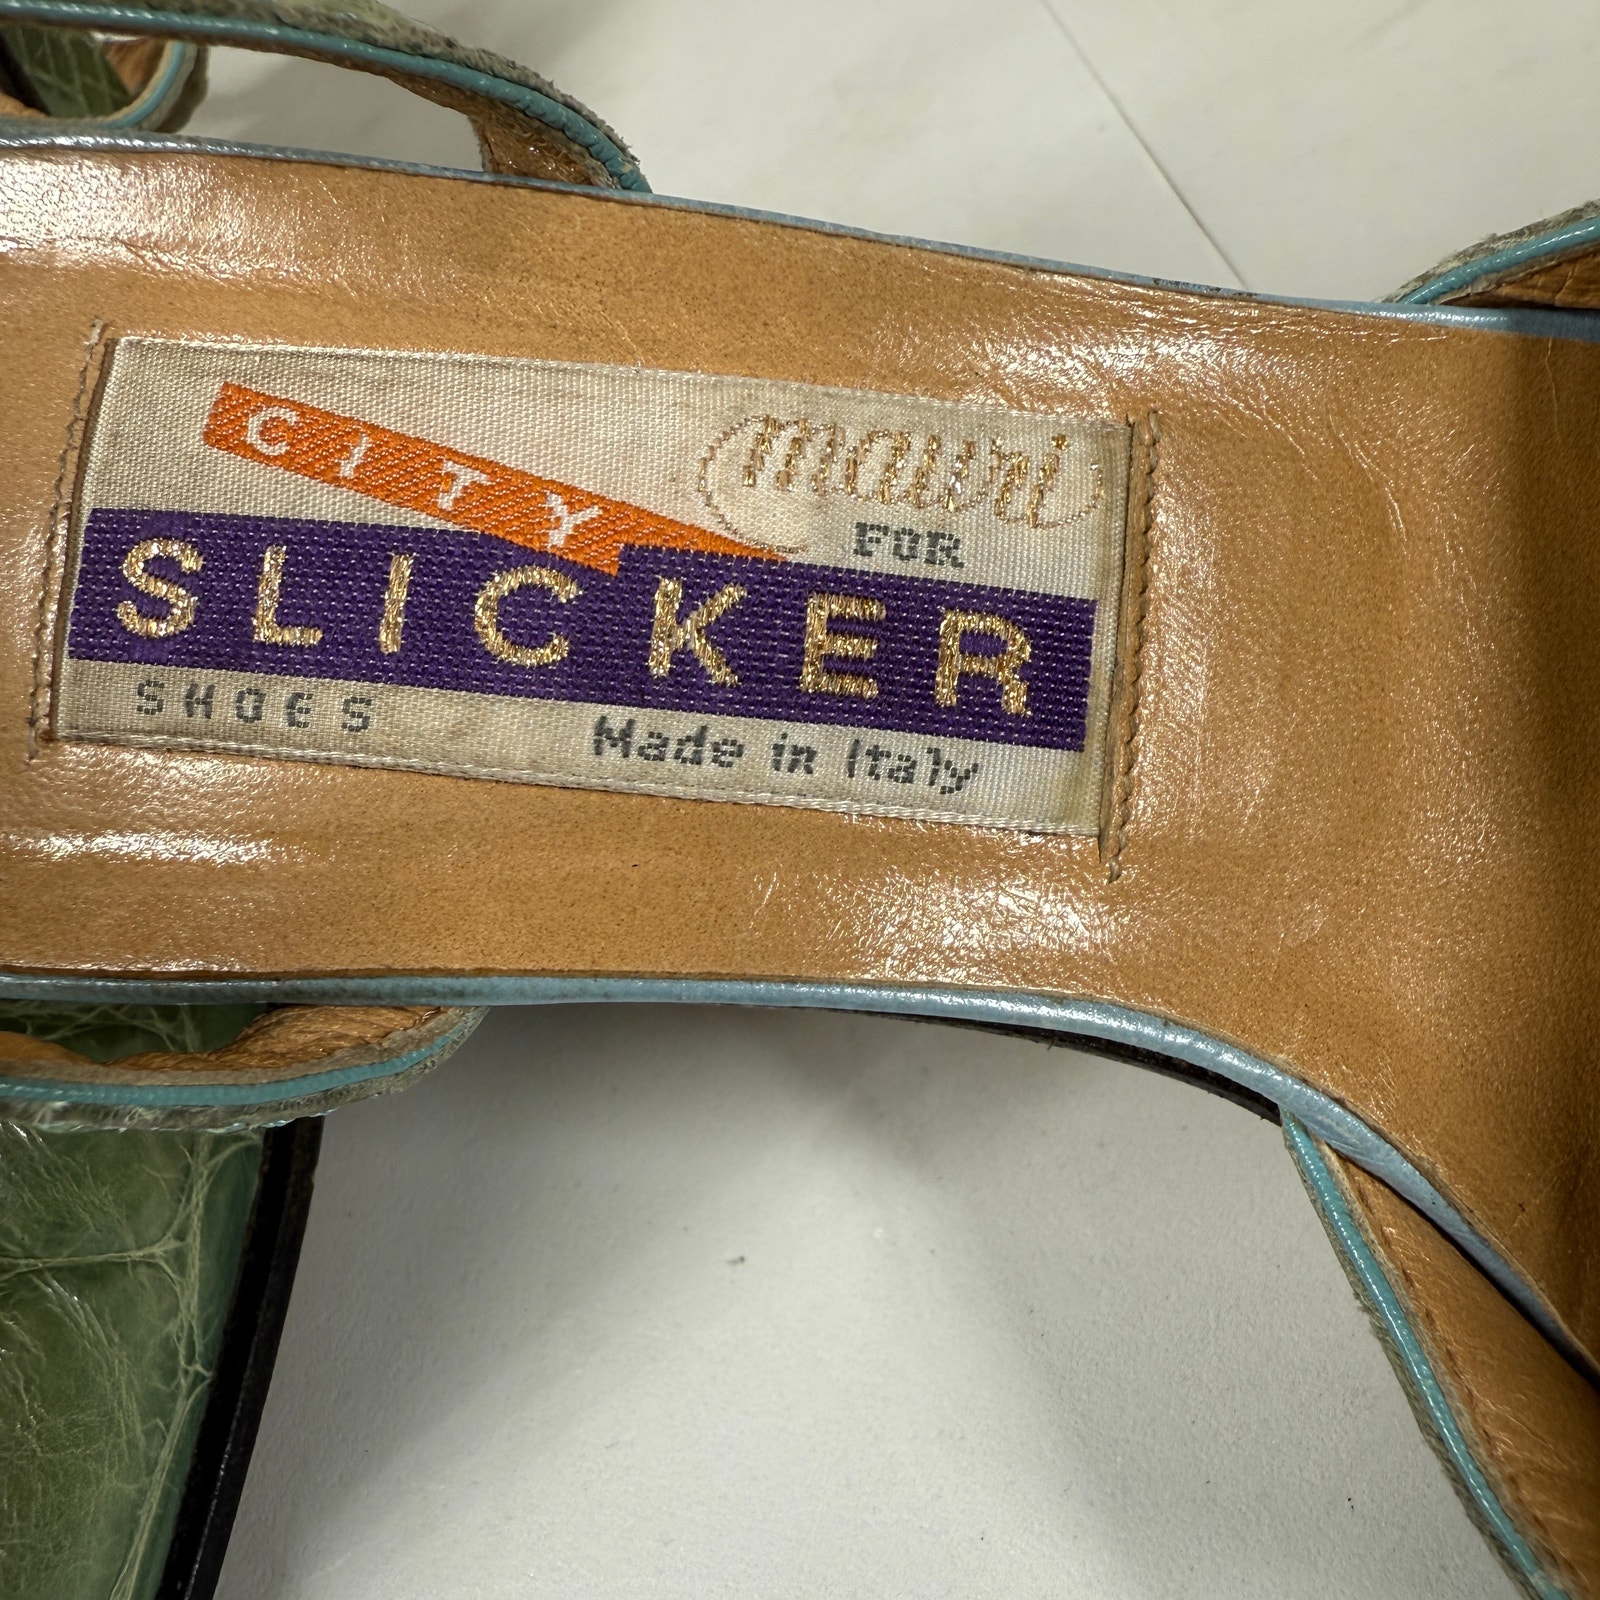 CITY
mauri
FOR
SLICKER
SHOES Made in Italy